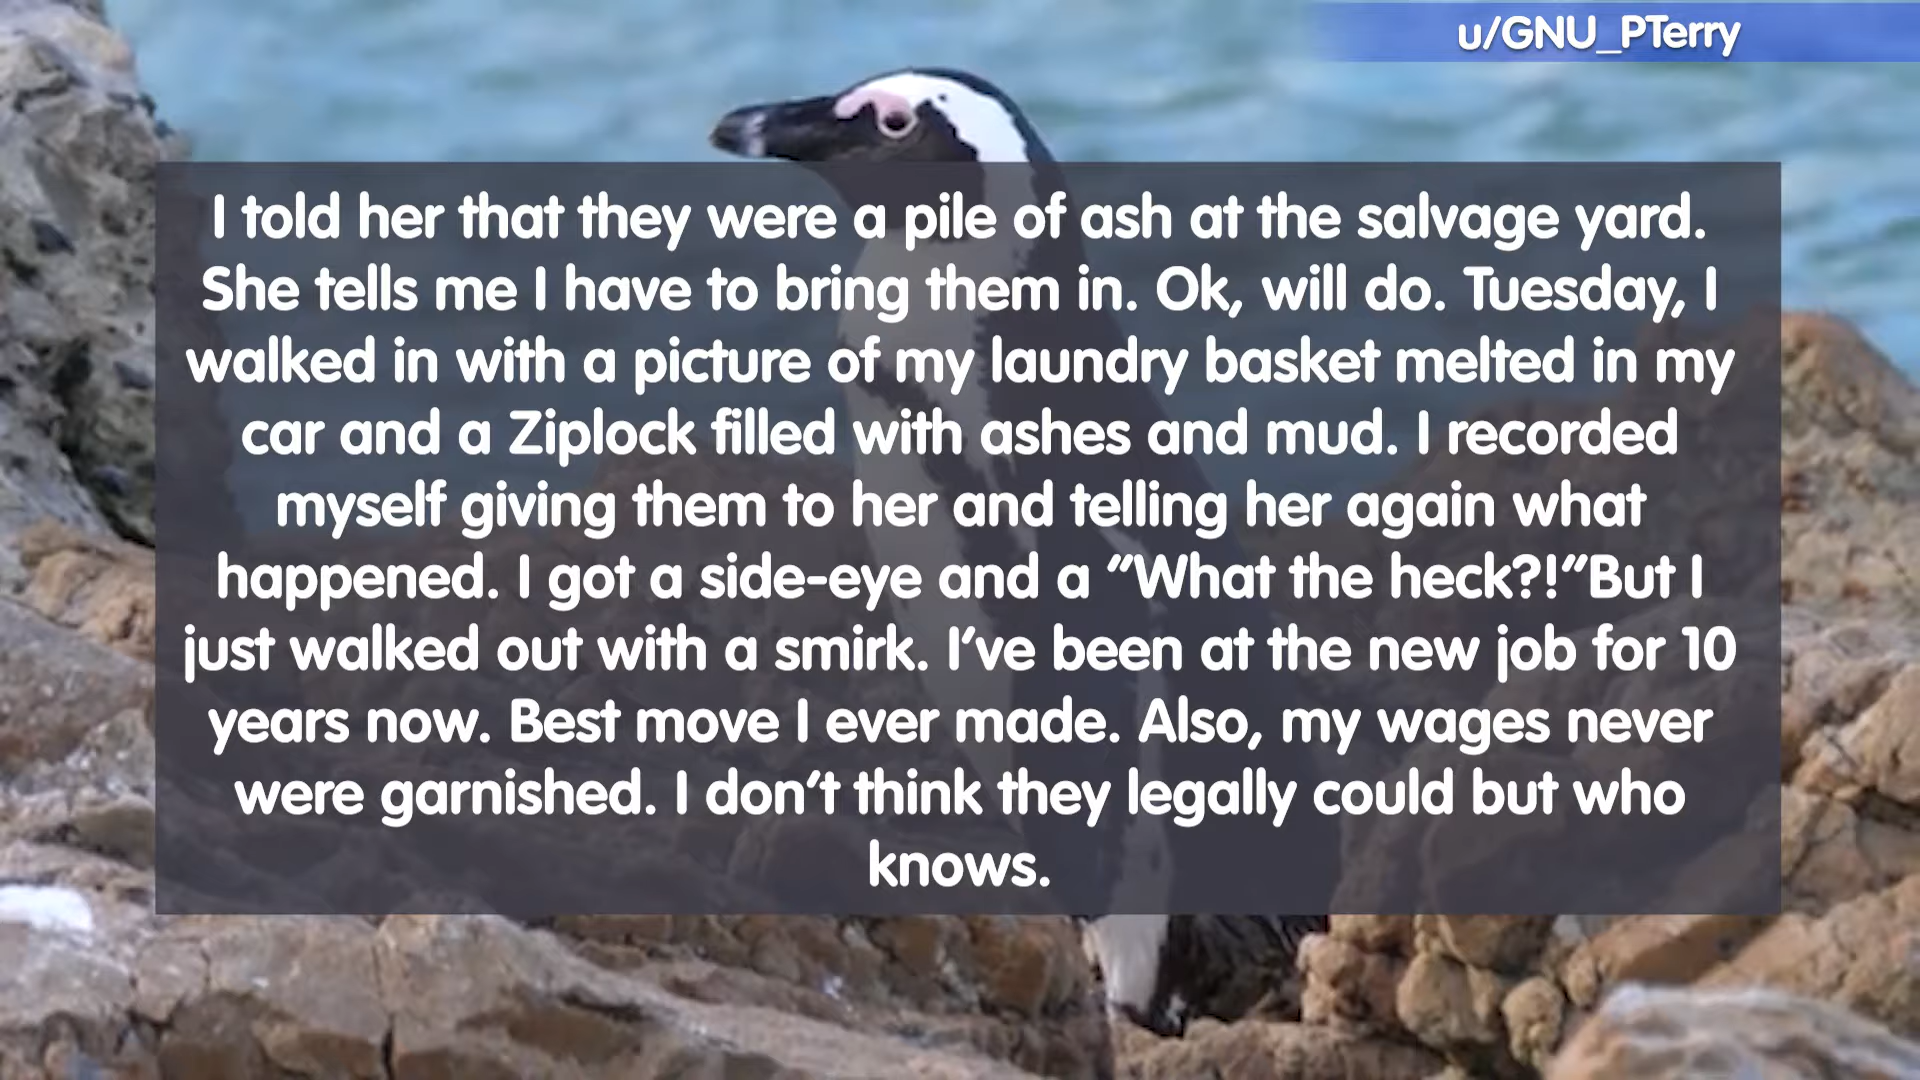 u/GNU_PTerry
I told her that they were a pile of ash at the salvage yard.
She tells me I have to bring them in. Ok, will do. Tuesday, I
walked in with a picture of my laundry basket melted in my
car and a Ziplock filled with ashes and mud. I recorded
myself giving them to her and telling her again what
happened. I got a side-eye and a "What the heck?!"But I
just walked out with a smirk. I've been at the new job for 10
years now. Best move I ever made. Also, my wages never
were garnished. I don't think they legally could but who
knows.